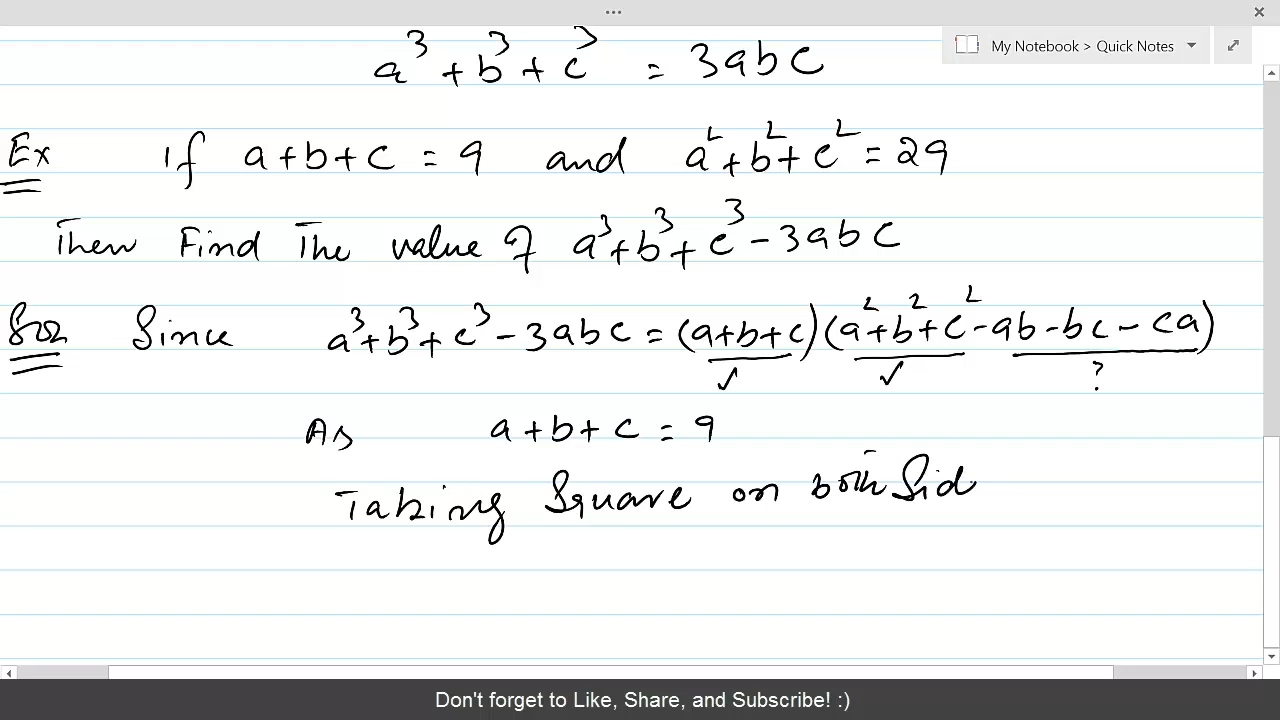 ...
My Notebook > Quick Notes
a³ + b³ + c³ = 3abc
Ex If a+b+c = 9 and a²+b²+c² = 29
Then Find The value of a³+b³+c³-3abc
Sol Since a³+b³+c³-3abc = (a+b+c)(a²+b²+c²-ab-bc-ca)
✓ ✓ ?
As a+b+c = 9
Taking Square on both Sid
Don't forget to Like, Share, and Subscribe! :)